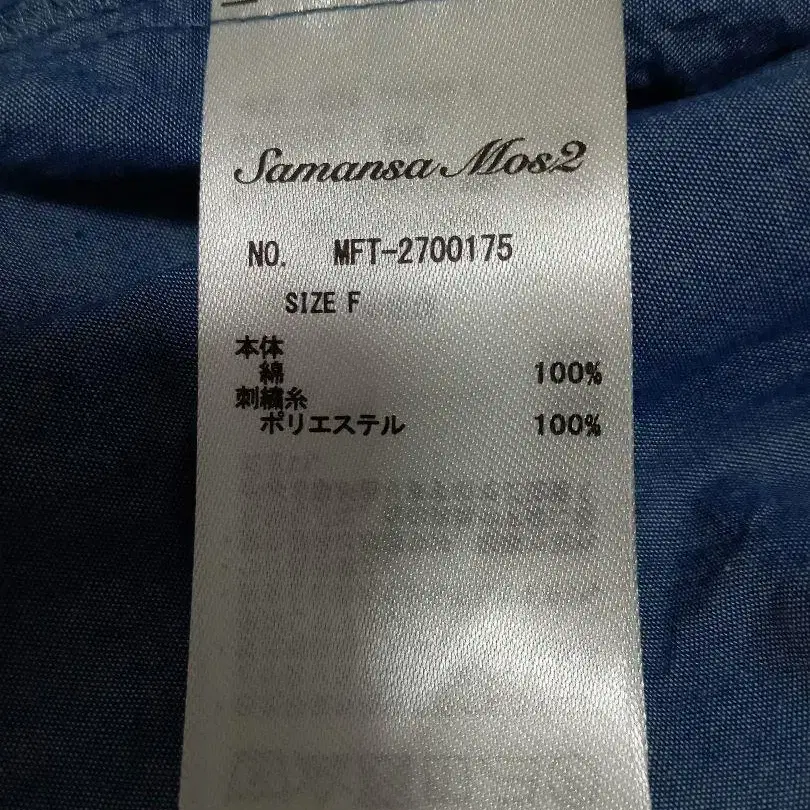 Samansa Mos2
NO. MFT-2700175
SIZE F
本体
綿 100%
刺繍糸
ポリエステル 100%